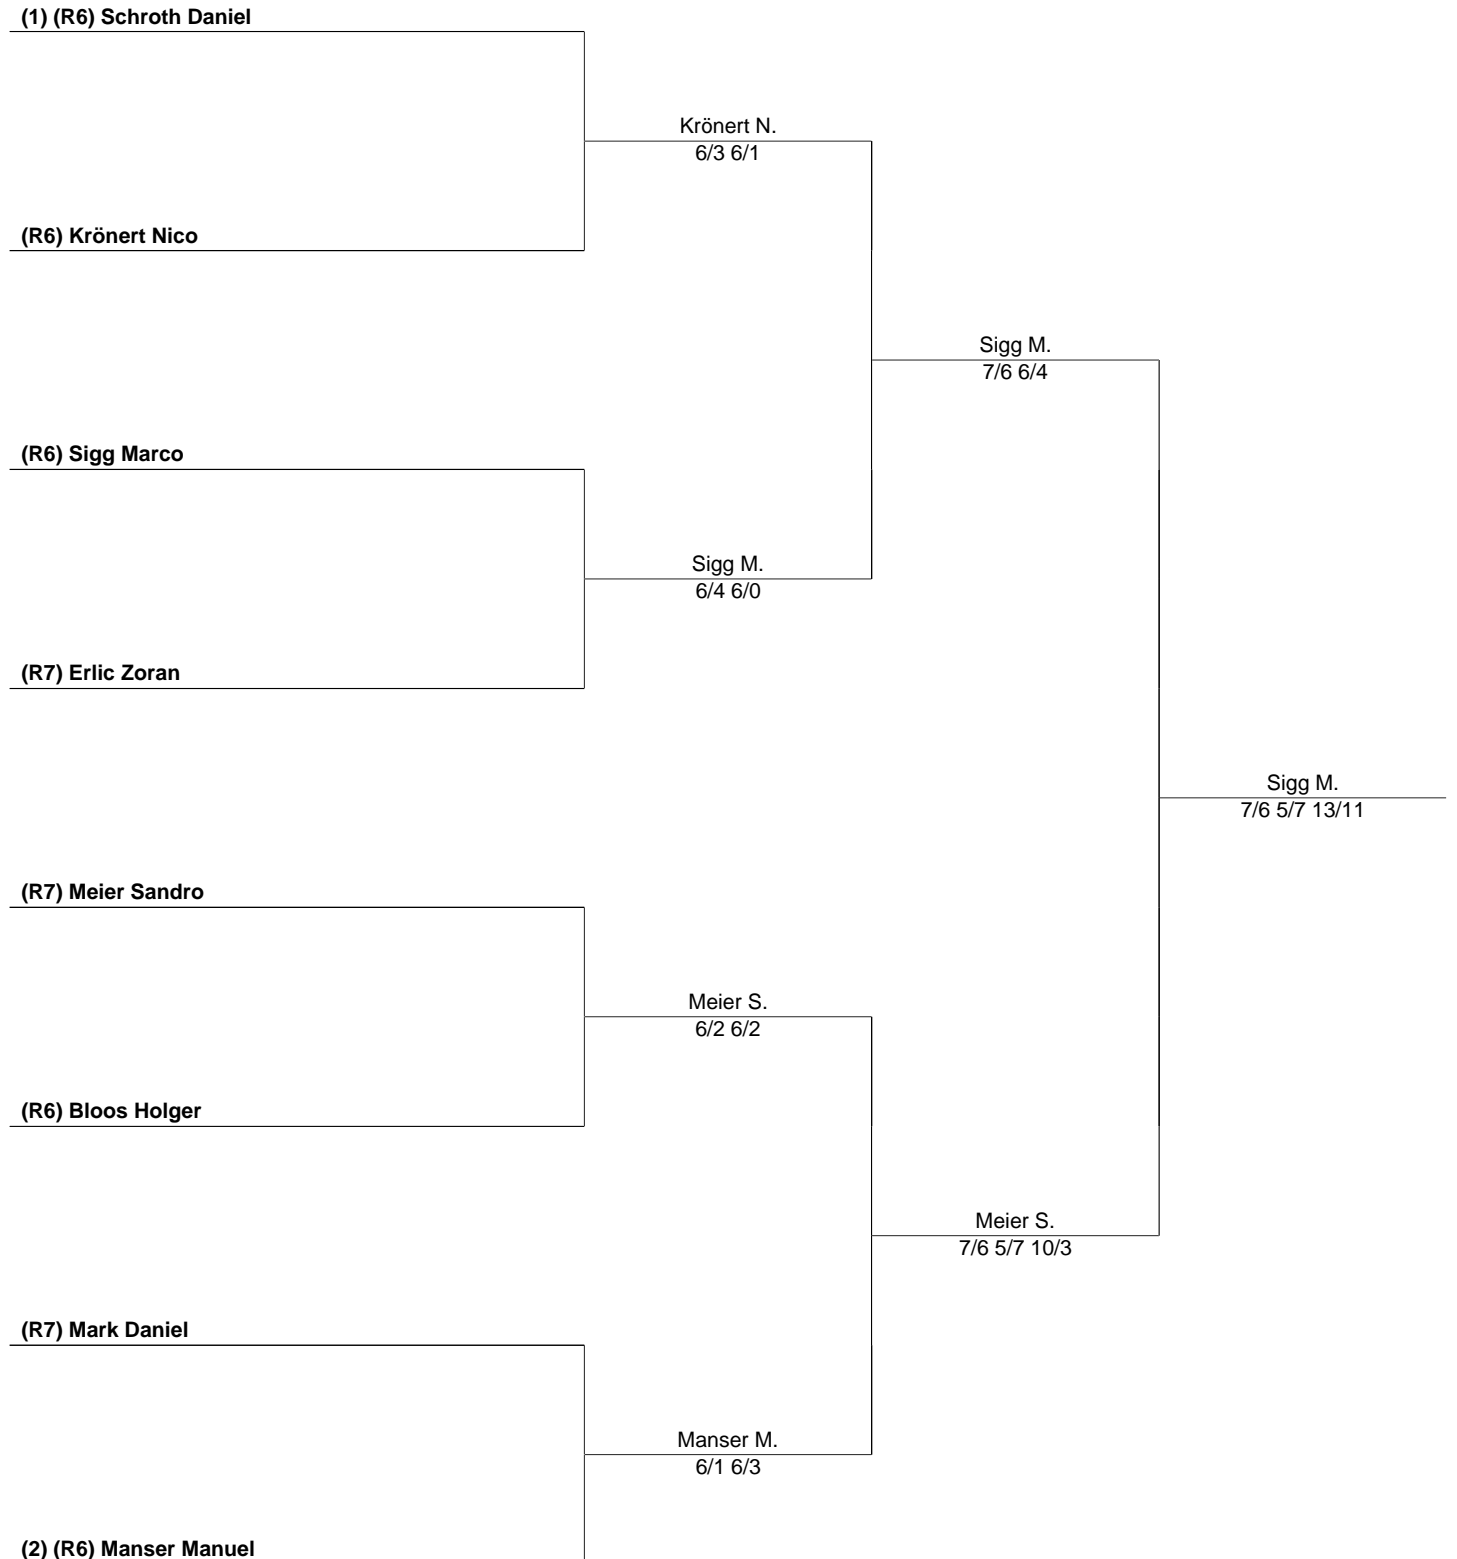 (1) (R6) Schroth Daniel
Krönert N.
6/3 6/1
(R6) Krönert Nico
Sigg M.
7/6 6/4
(R6) Sigg Marco
Sigg M.
6/4 6/0
(R7) Erlic Zoran
Sigg M.
7/6 5/7 13/11
(R7) Meier Sandro
Meier S.
6/2 6/2
(R6) Bloos Holger
Meier S.
7/6 5/7 10/3
(R7) Mark Daniel
Manser M.
6/1 6/3
(2) (R6) Manser Manuel